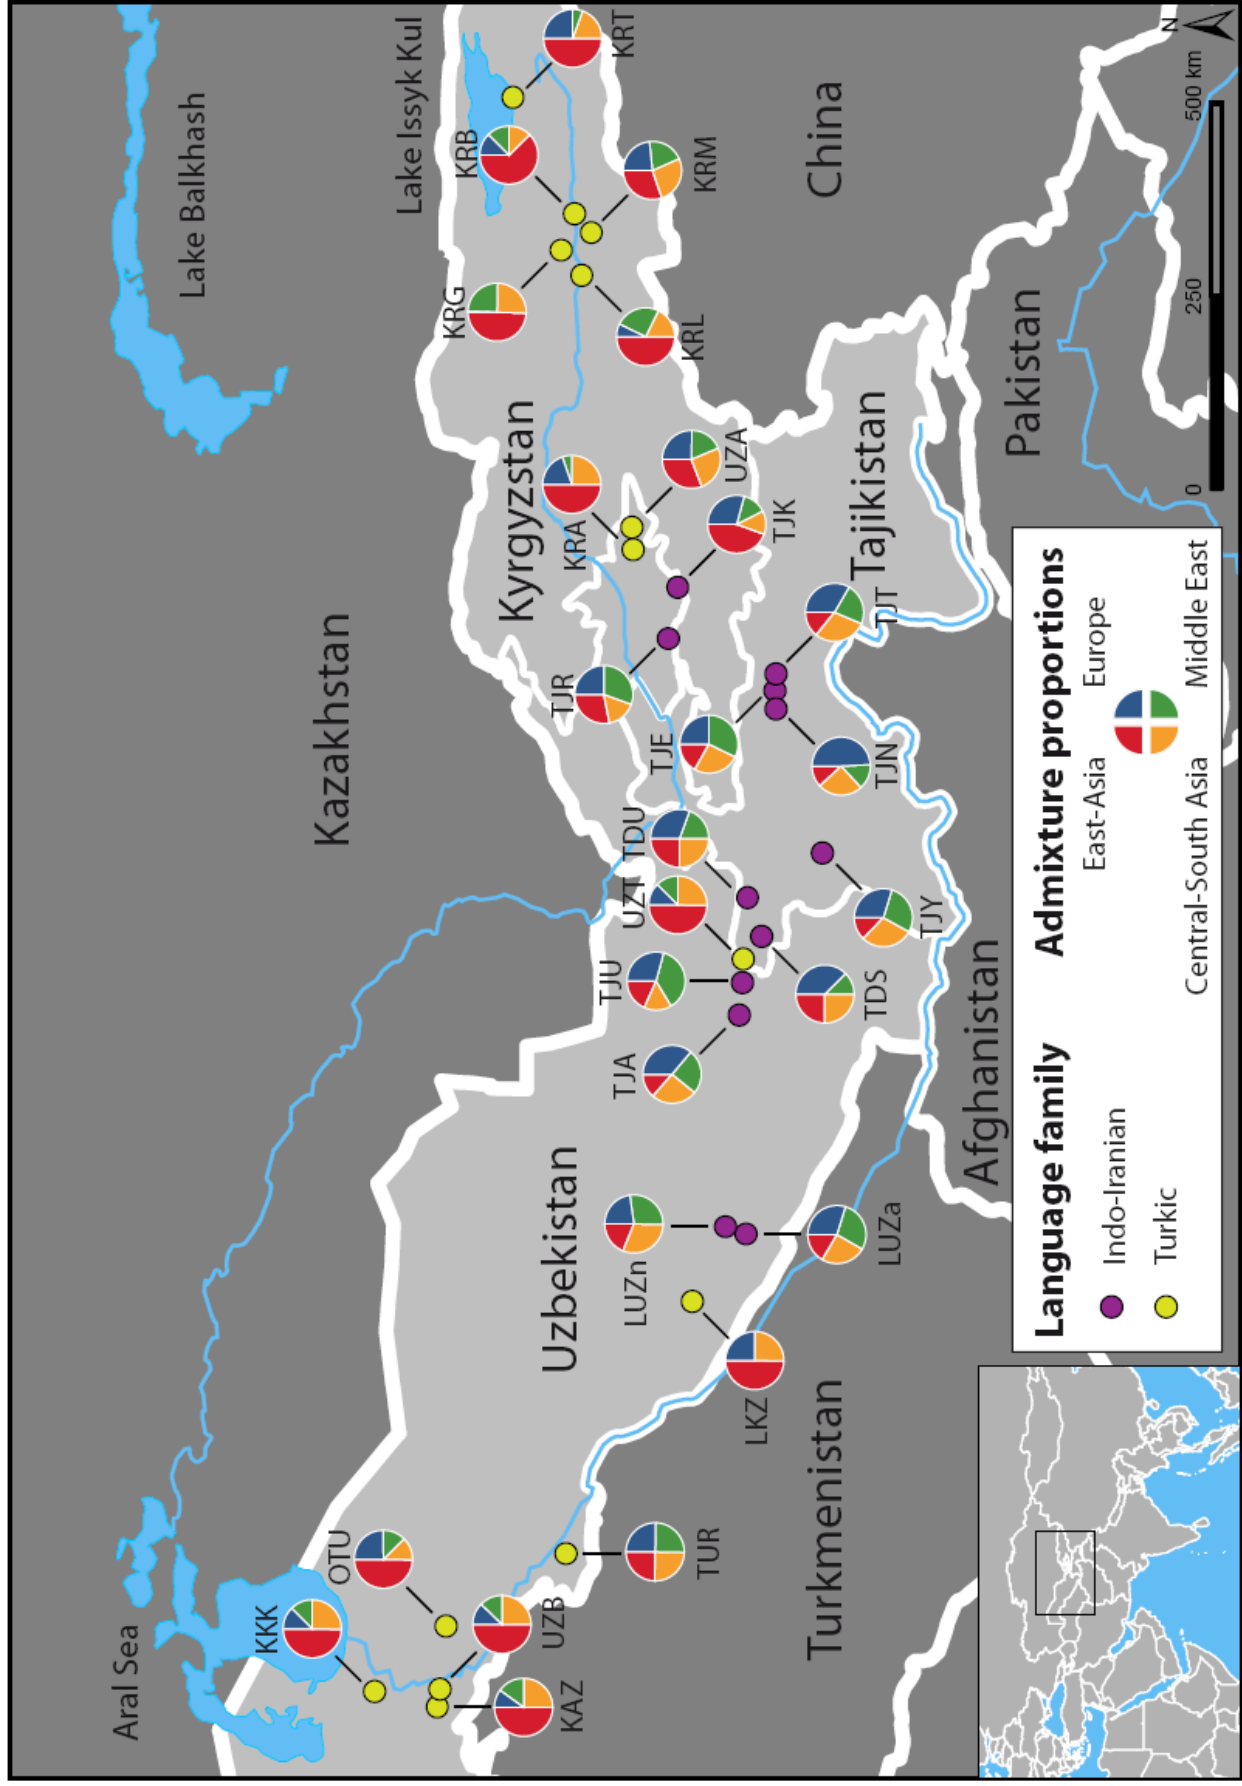 Aral Sea
Lake Balkhash
Lake Issyk Kul
Kazakhstan
KKK
OTU
KRG
KRB
KRT
Kyrgyzstan
Uzbekistan
KAZ
UZB
TUR
LUZn
TJA
TJU
UZT
TDU
TJE
TJR
KRA
UZA
KRL
KRM
LKZ
LUZa
TDS
TJY
TJN
TJT
TJK
Tajikistan
China
Turkmenistan
Afghanistan
Pakistan
Language family
Indo-Iranian
Turkic
Admixture proportions
East-Asia
Europe
Central-South Asia
Middle East
N
0
250
500 km